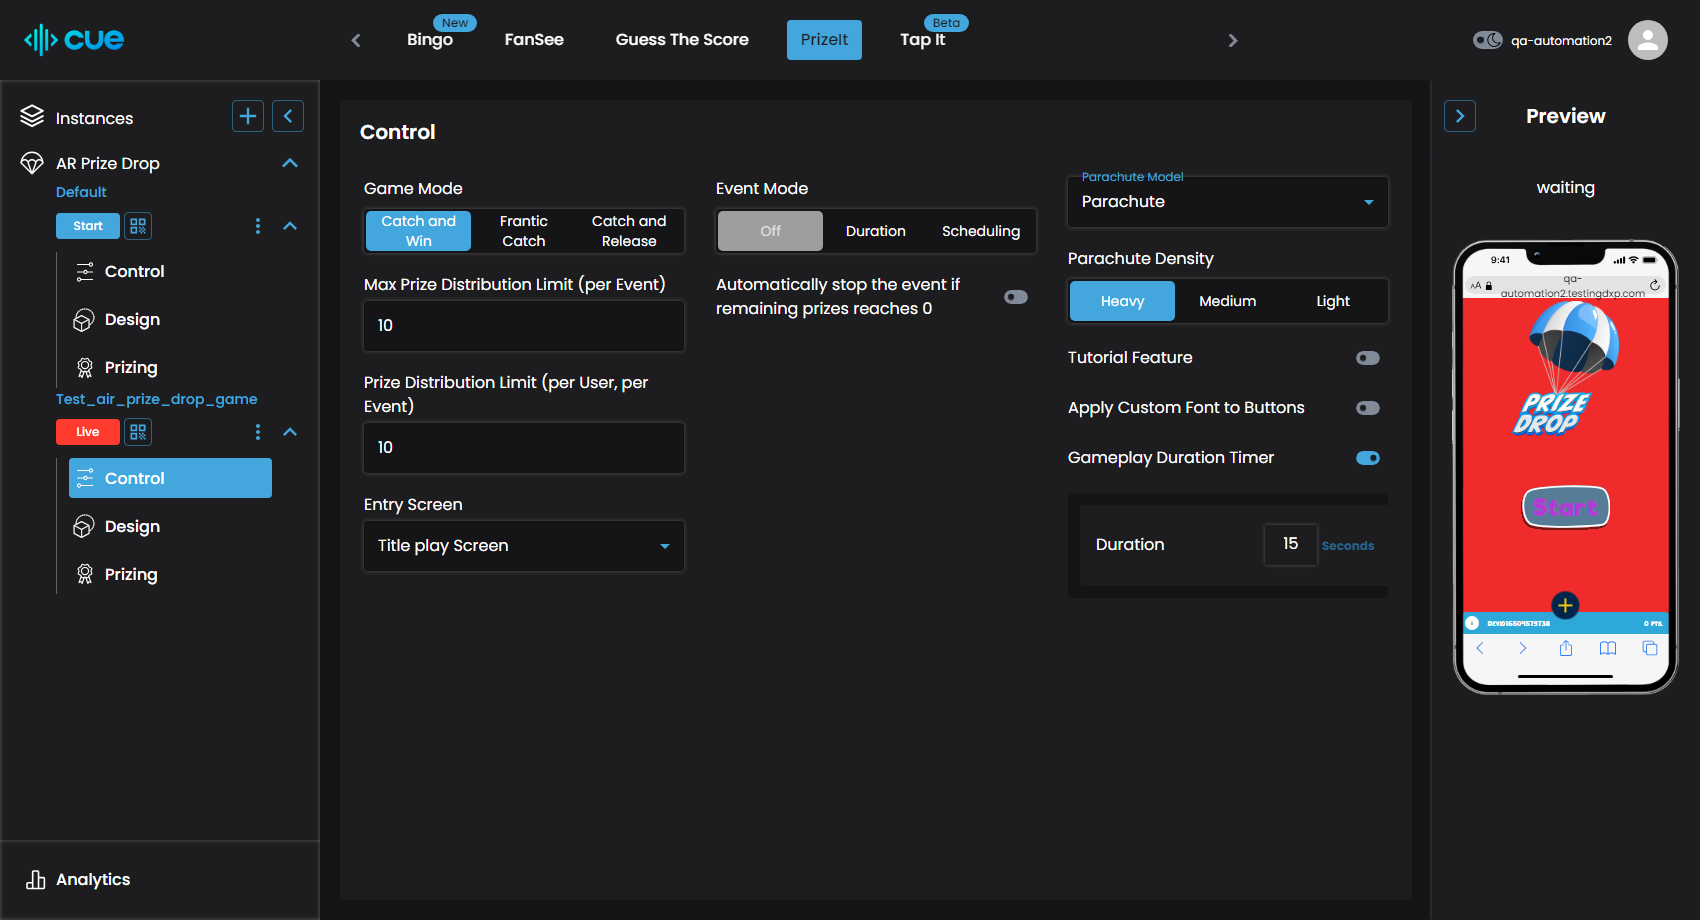 cue
New
Bingo
FanSee
Guess The Score
PrizeIt
Beta
Tap It
qa-automation2
Instances
AR Prize Drop
Default
Start
Control
Design
Prizing
Test_air_prize_drop_game
Live
Control
Design
Prizing
Analytics
Control
Game Mode
Catch and
Win
Frantic
Catch
Catch and
Release
Max Prize Distribution Limit (per Event)
10
Prize Distribution Limit (per User, per
Event)
10
Entry Screen
Title play Screen
Event Mode
Off
Duration
Scheduling
Automatically stop the event if
remaining prizes reaches 0
Parachute Model
Parachute
Parachute Density
Heavy
Medium
Light
Tutorial Feature
Apply Custom Font to Buttons
Gameplay Duration Timer
Duration
15
Seconds
Preview
waiting
9:41
AA
qa-
automation2.testingdxp.com
PRIZE
DROP
Start
0 PTS.